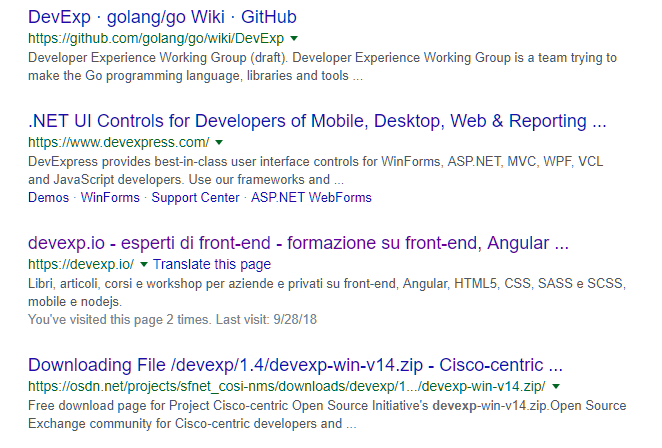 DevExp · golang/go Wiki · GitHub
https://github.com/golang/go/wiki/DevExp
Developer Experience Working Group (draft). Developer Experience Working Group is a team trying to
make the Go programming language, libraries and tools ...
.NET UI Controls for Developers of Mobile, Desktop, Web & Reporting ...
https://www.devexpress.com/
DevExpress provides best-in-class user interface controls for WinForms, ASP.NET, MVC, WPF, VCL
and JavaScript developers. Use our frameworks and ...
Demos · WinForms · Support Center · ASP.NET WebForms
devexp.io - esperti di front-end - formazione su front-end, Angular ...
https://devexp.io/ Translate this page
Libri, articoli, corsi e workshop per aziende e privati su front-end, Angular, HTML5, CSS, SASS e SCSS,
mobile e nodejs.
You've visited this page 2 times. Last visit: 9/28/18
Downloading File /devexp/1.4/devexp-win-v14.zip - Cisco-centric ...
https://osdn.net/projects/sfnet_cosi-nms/downloads/devexp/1.../devexp-win-v14.zip/
Free download page for Project Cisco-centric Open Source Initiative's devexp-win-v14.zip.Open Source
Exchange community for Cisco-centric developers and ...